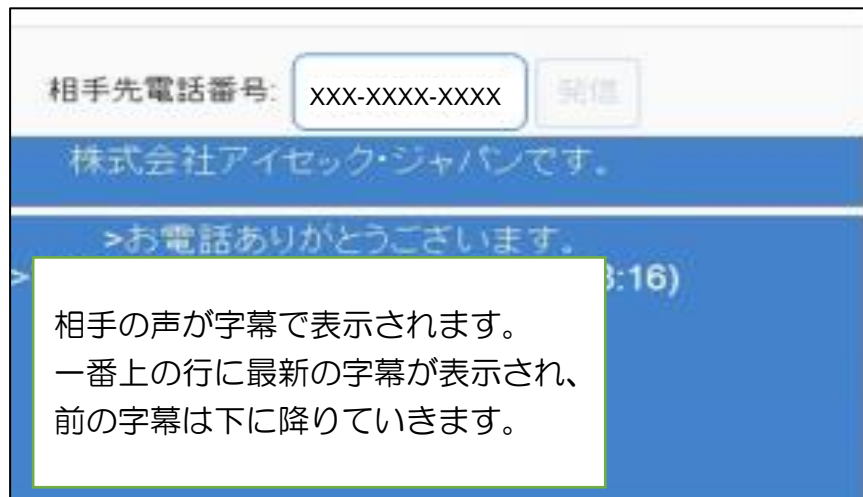 相手先電話番号: XXX-XXXX-XXXX 発信
株式会社アイセック・ジャパンです。
>お電話ありがとうございます。
> 3:16)
相手の声が字幕で表示されます。
一番上の行に最新の字幕が表示され、
前の字幕は下に降りていきます。